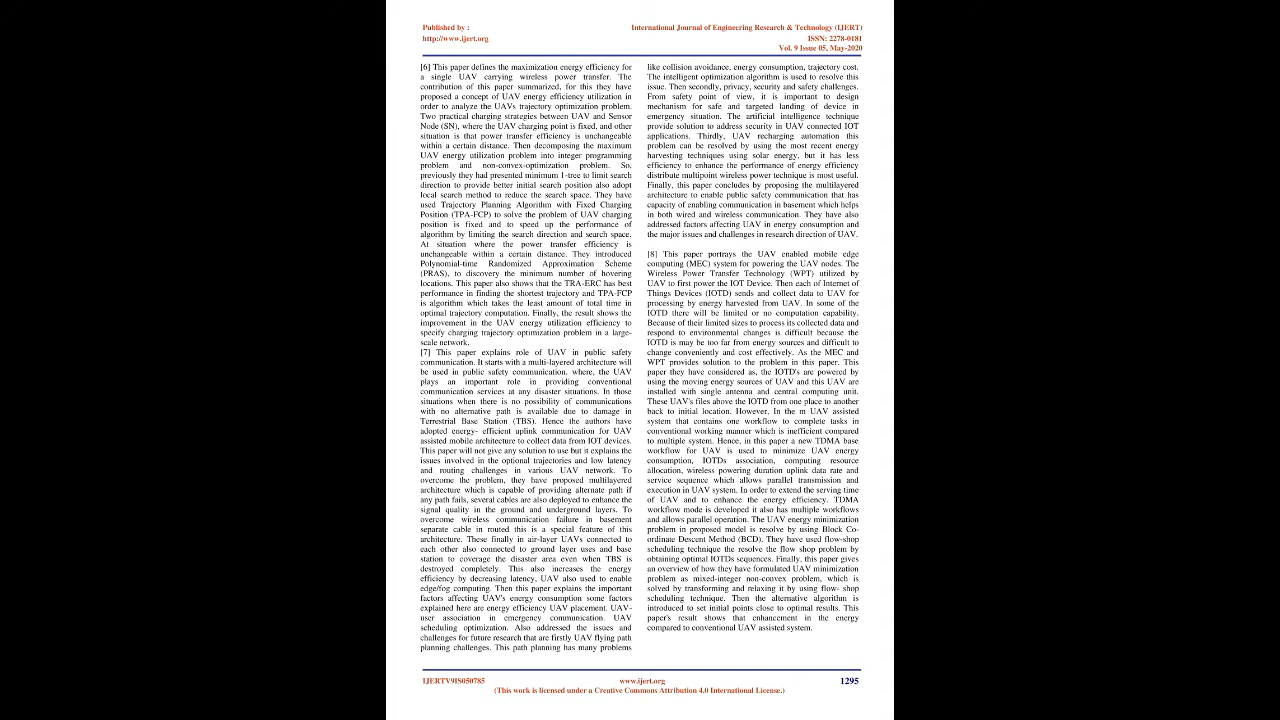 Published by :
http://www.ijert.org
International Journal of Engineering Research & Technology (IJERT)
ISSN: 2278-0181
Vol. 9 Issue 05, May-2020
[6] This paper defines the maximization energy efficiency for
a single UAV carrying wireless power transfer. The
contribution of this paper summarized, for this they have
proposed a concept of UAV energy efficiency utilization in
order to analyze the UAVs trajectory optimization problem.
Two practical charging strategies between UAV and Sensor
Node (SN), where the UAV charging point is fixed, and other
situation is that power transfer efficiency is unchangeable
within a certain distance. Then decomposing the maximum
UAV energy utilization problem into integer programming
problem and non-convex-optimization problem. So,
previously they had presented minimum 1-tree to limit search
direction to provide better initial search position also adopt
local search method to reduce the search space. They have
used Trajectory Planning Algorithm with Fixed Charging
Position (TPA-FCP) to solve the problem of UAV charging
position is fixed and to speed up the performance of
algorithm by limiting the search direction and search space.
At situation where the power transfer efficiency is
unchangeable within a certain distance. They introduced
Polynomial-time Randomized Approximation Scheme
(PRAS), to discovery the minimum number of hovering
locations. This paper also shows that the TRA-ERC has best
performance in finding the shortest trajectory and TPA-FCP
is algorithm which takes the least amount of total time in
optimal trajectory computation. Finally, the result shows the
improvement in the UAV energy utilization efficiency to
specify charging trajectory optimization problem in a large-
scale network.
[7] This paper explains role of UAV in public safety
communication. It starts with a multi-layered architecture will
be used in public safety communication. where, the UAV
plays an important role in providing conventional
communication services at any disaster situations. In those
situations when there is no possibility of communications
with no alternative path is available due to damage in
Terrestrial Base Station (TBS). Hence the authors have
adopted energy- efficient uplink communication for UAV
assisted mobile architecture to collect data from IOT devices.
This paper will not give any solution to use but it explains the
issues involved in the optional trajectories and low latency
and routing challenges in various UAV network. To
overcome the problem, they have proposed multilayered
architecture which is capable of providing alternate path if
any path fails, several cables are also deployed to enhance the
signal quality in the ground and underground layers. To
overcome wireless communication failure in basement
separate cable in routed this is a special feature of this
architecture. These finally in air-layer UAVs connected to
each other also connected to ground layer uses and base
station to coverage the disaster area even when TBS is
destroyed completely. This also increases the energy
efficiency by decreasing latency, UAV also used to enable
edge/fog computing. Then this paper explains the important
factors affecting UAV's energy consumption some factors
explained here are energy efficiency UAV placement. UAV-
user association in emergency communication. UAV
scheduling optimization. Also addressed the issues and
challenges for future research that are firstly UAV flying path
planning challenges. This path planning has many problems
like collision avoidance, energy consumption, trajectory cost.
The intelligent optimization algorithm is used to resolve this
issue. Then secondly, privacy, security and safety challenges.
From safety point of view, it is important to design
mechanism for safe and targeted landing of device in
emergency situation. The artificial intelligence technique
provide solution to address security in UAV connected IOT
applications. Thirdly, UAV recharging automation this
problem can be resolved by using the most recent energy
harvesting techniques using solar energy, but it has less
efficiency to enhance the performance of energy efficiency
distribute multipoint wireless power technique is most useful.
Finally, this paper concludes by proposing the multilayered
architecture to enable public safety communication that has
capacity of enabling communication in basement which helps
in both wired and wireless communication. They have also
addressed factors affecting UAV in energy consumption and
the major issues and challenges in research direction of UAV.
[8] This paper portrays the UAV enabled mobile edge
computing (MEC) system for powering the UAV nodes. The
Wireless Power Transfer Technology (WPT) utilized by
UAV to first power the IOT Device. Then each of Internet of
Things Devices (IOTD) sends and collect data to UAV for
processing by energy harvested from UAV. In some of the
IOTD there will be limited or no computation capability.
Because of their limited sizes to process its collected data and
respond to environmental changes is difficult because the
IOTD is may be too far from energy sources and difficult to
change conveniently and cost effectively. As the MEC and
WPT provides solution to the problem in this paper. This
paper they have considered as, the IOTD's are powered by
using the moving energy sources of UAV and this UAV are
installed with single antenna and central computing unit.
These UAV's files above the IOTD from one place to another
back to initial location. However, In the m UAV assisted
system that contains one workflow to complete tasks in
conventional working manner which is inefficient compared
to multiple system. Hence, in this paper a new TDMA base
workflow for UAV is used to minimize UAV energy
consumption, IOTDs association, computing resource
allocation, wireless powering duration uplink data rate and
service sequence which allows parallel transmission and
execution in UAV system. In order to extend the serving time
of UAV and to enhance the energy efficiency. TDMA
workflow mode is developed it also has multiple workflows
and allows parallel operation. The UAV energy minimization
problem in proposed model is resolve by using Block Co-
ordinate Descent Method (BCD). They have used flow-shop
scheduling technique the resolve the flow shop problem by
obtaining optimal IOTDs sequences. Finally, this paper gives
an overview of how they have formulated UAV minimization
problem as mixed-integer non-convex problem, which is
solved by transforming and relaxing it by using flow- shop
scheduling technique. Then the alternative algorithm is
introduced to set initial points close to optimal results. This
paper's result shows that enhancement in the energy
compared to conventional UAV assisted system.
IJERTV9IS050785
www.ijert.org
1295
(This work is licensed under a Creative Commons Attribution 4.0 International License.)